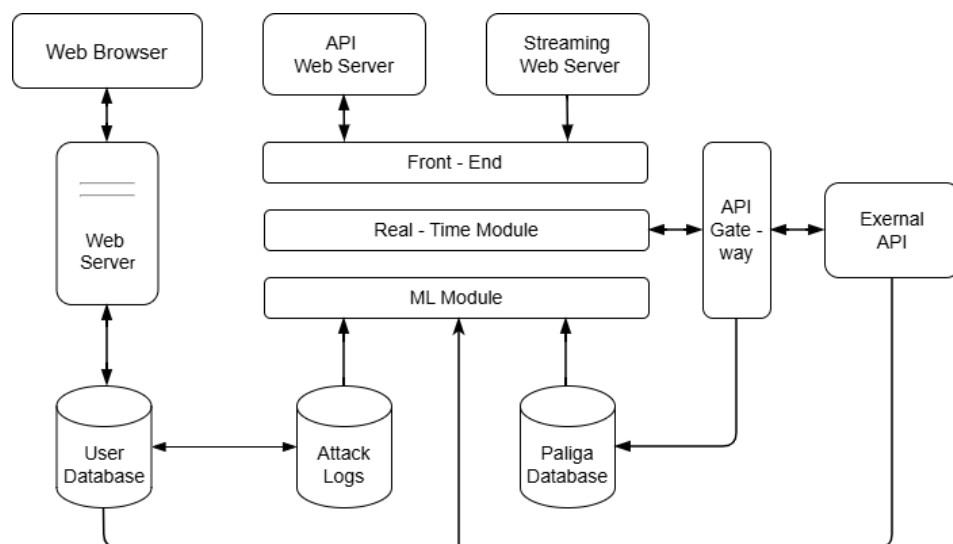 Web Browser
API
Web Server
Streaming
Web Server
Front - End
Real - Time Module
ML Module
Web
Server
API
Gate -
way
Exernal
API
User
Database
Attack
Logs
Paliga
Database